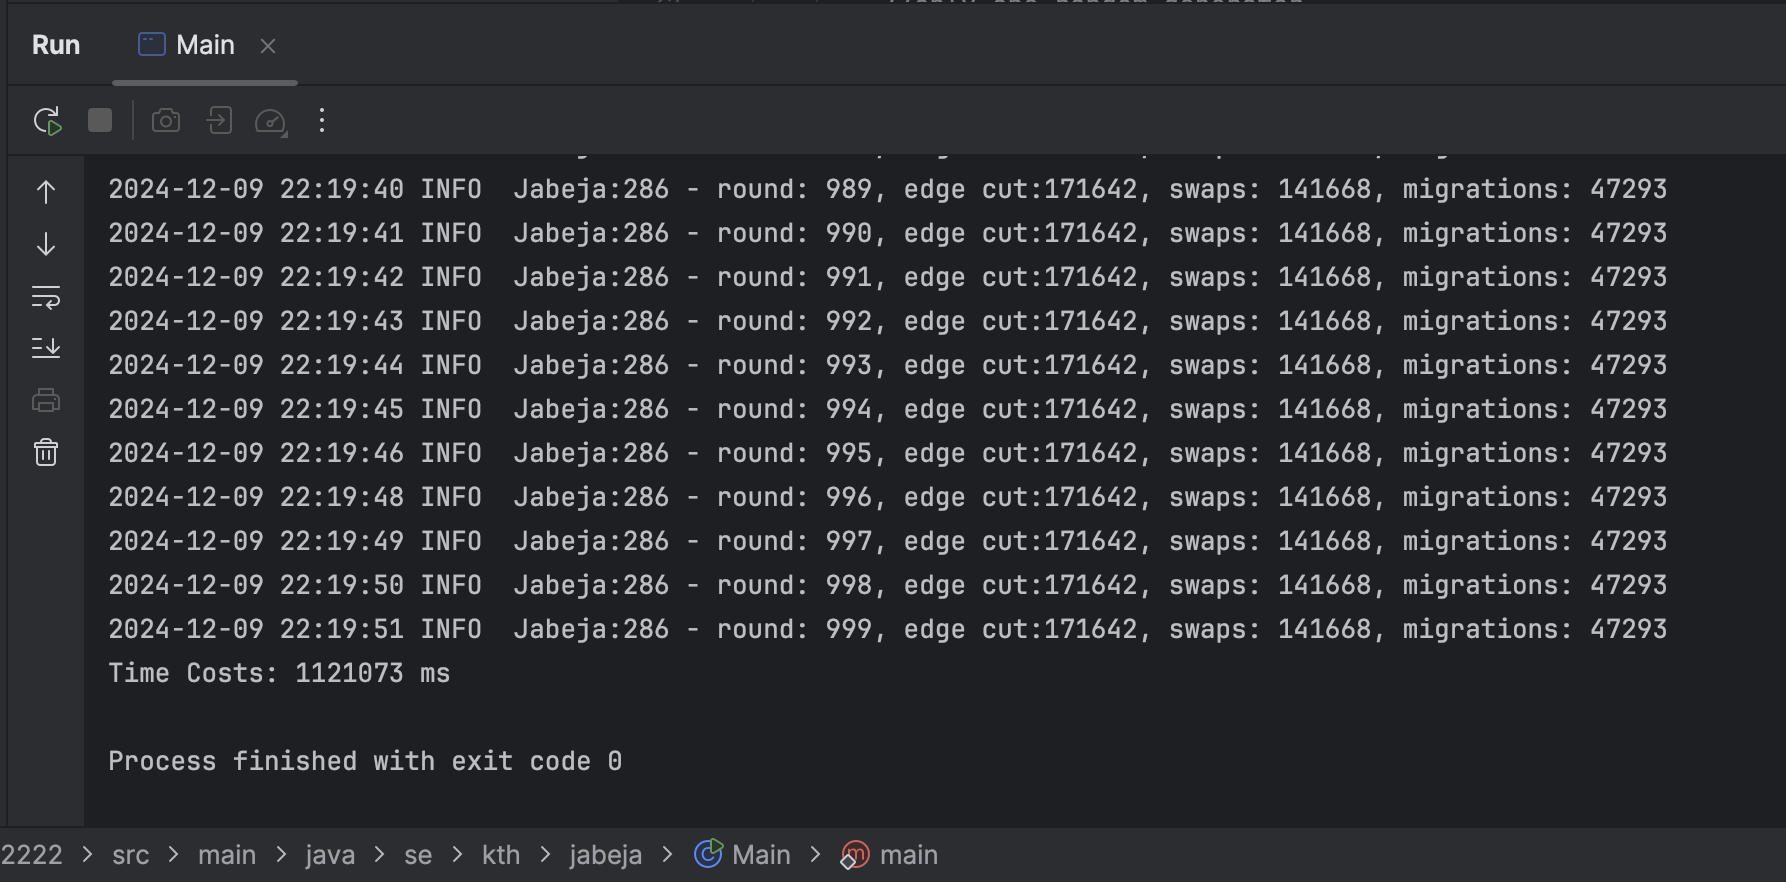 Run Main
2024-12-09 22:19:40 INFO  Jabeja:286 - round: 989, edge cut:171642, swaps: 141668, migrations: 47293
2024-12-09 22:19:41 INFO  Jabeja:286 - round: 990, edge cut:171642, swaps: 141668, migrations: 47293
2024-12-09 22:19:42 INFO  Jabeja:286 - round: 991, edge cut:171642, swaps: 141668, migrations: 47293
2024-12-09 22:19:43 INFO  Jabeja:286 - round: 992, edge cut:171642, swaps: 141668, migrations: 47293
2024-12-09 22:19:44 INFO  Jabeja:286 - round: 993, edge cut:171642, swaps: 141668, migrations: 47293
2024-12-09 22:19:45 INFO  Jabeja:286 - round: 994, edge cut:171642, swaps: 141668, migrations: 47293
2024-12-09 22:19:46 INFO  Jabeja:286 - round: 995, edge cut:171642, swaps: 141668, migrations: 47293
2024-12-09 22:19:48 INFO  Jabeja:286 - round: 996, edge cut:171642, swaps: 141668, migrations: 47293
2024-12-09 22:19:49 INFO  Jabeja:286 - round: 997, edge cut:171642, swaps: 141668, migrations: 47293
2024-12-09 22:19:50 INFO  Jabeja:286 - round: 998, edge cut:171642, swaps: 141668, migrations: 47293
2024-12-09 22:19:51 INFO  Jabeja:286 - round: 999, edge cut:171642, swaps: 141668, migrations: 47293
Time Costs: 1121073 ms
Process finished with exit code 0
2222 > src > main > java > se > kth > jabeja > Main > main